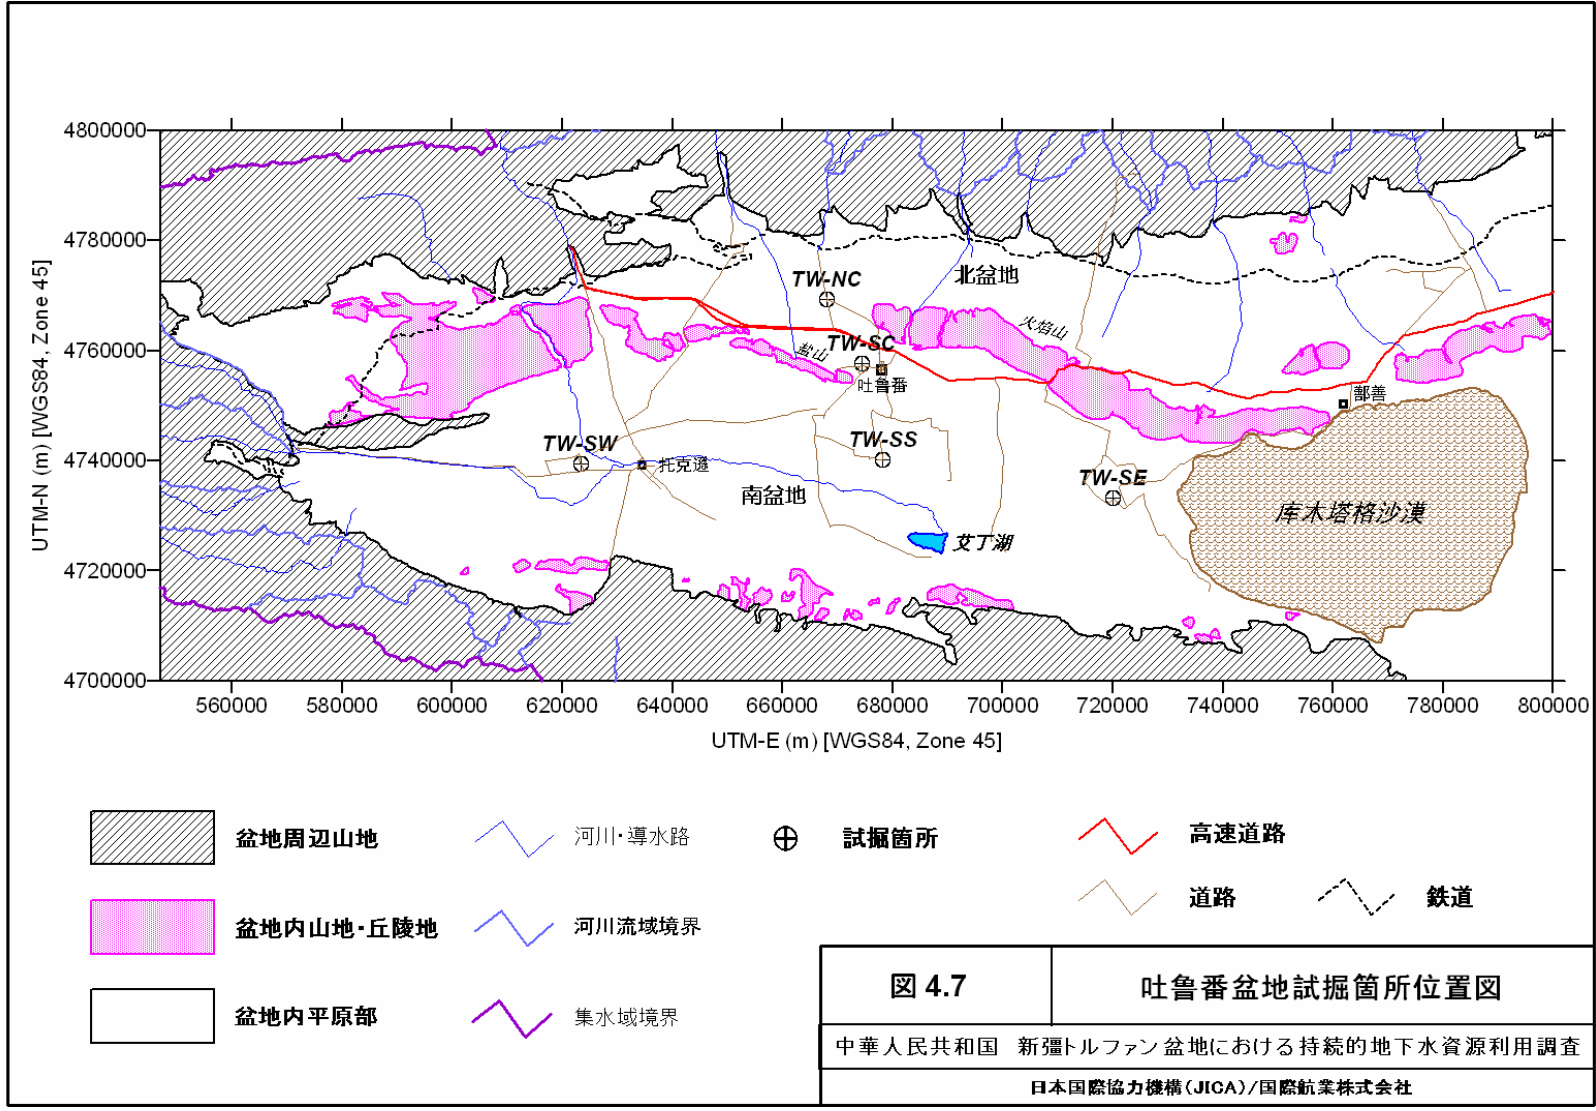 4800000
4780000
4760000
4740000
4720000
4700000
UTM-N (m) [WGS84, Zone 45]
560000 580000 600000 620000 640000 660000 680000 700000 720000 740000 760000 780000 800000
UTM-E (m) [WGS84, Zone 45]
TW-NC
北盆地
火焰山
TW-SC
盐山
吐鲁番
鄯善
TW-SW
TW-SS
托克逊
TW-SE
南盆地
库木塔格沙漠
艾丁湖
盆地周辺山地
河川・導水路
試掘箇所
高速道路
道路
鉄道
盆地内山地・丘陵地
河川流域境界
盆地内平原部
集水域境界
図 4.7
吐魯番盆地試掘箇所位置図
中華人民共和国 新疆トルファン盆地における持続的地下水資源利用調査
日本国際協力機構(JICA)/国際航業株式会社